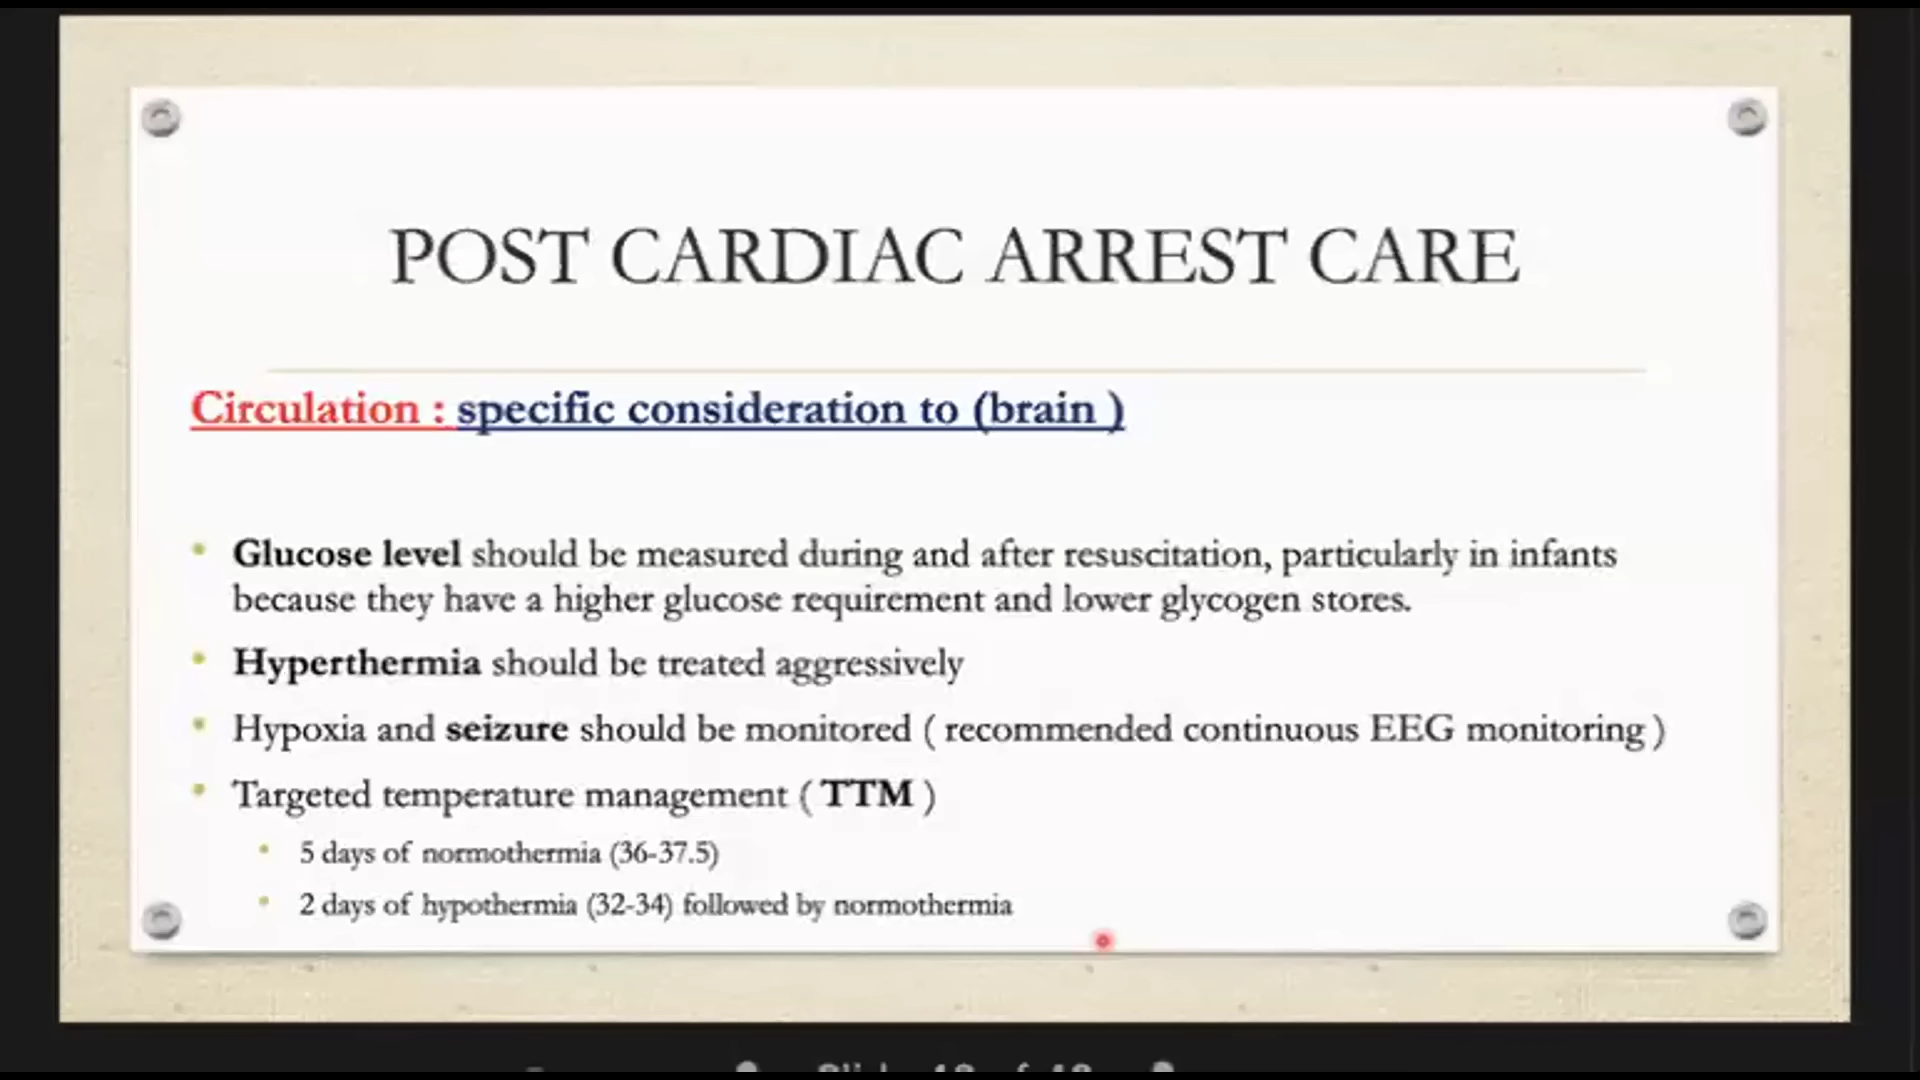 POST CARDIAC ARREST CARE
Circulation : specific consideration to (brain )
Glucose level should be measured during and after resuscitation, particularly in infants
because they have a higher glucose requirement and lower glycogen stores.
Hyperthermia should be treated aggressively
Hypoxia and seizure should be monitored ( recommended continuous EEG monitoring )
Targeted temperature management ( TTM )
5 days of normothermia (36-37.5)
2 days of hypothermia (32-34) followed by normothermia